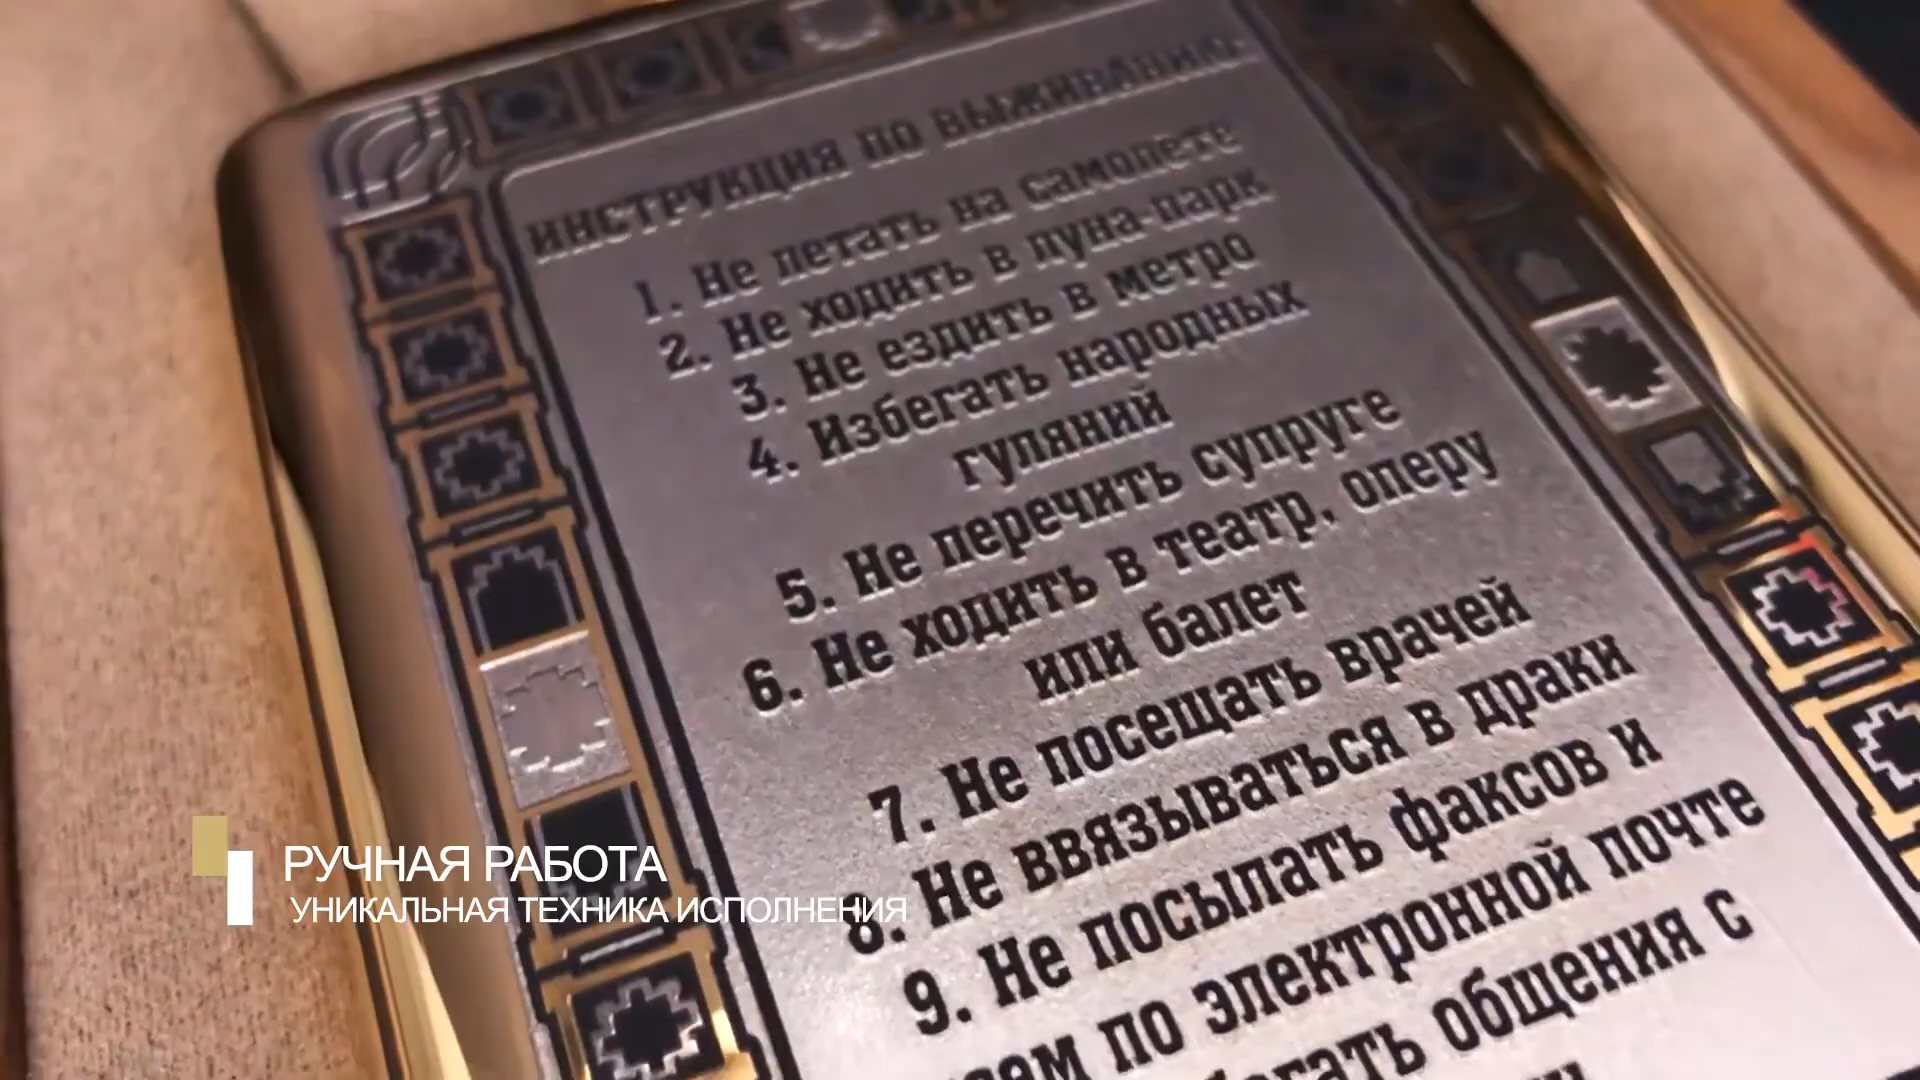 ИНСТРУКЦИЯ ПО ВЫЖИВАНИЮ:
1. Не летать на самолете
2. Не ходить в луна-парк
3. Не ездить в метро
4. Избегать народных
гуляний
5. Не перечить супруге
6. Не ходить в театр, оперу
или балет
7. Не посещать врачей
8. Не ввязываться в драки
9. Не посылать факсов и
по электронной почте
общения с
РУЧНАЯ РАБОТА
УНИКАЛЬНАЯ ТЕХНИКА ИСПОЛНЕНИЯ